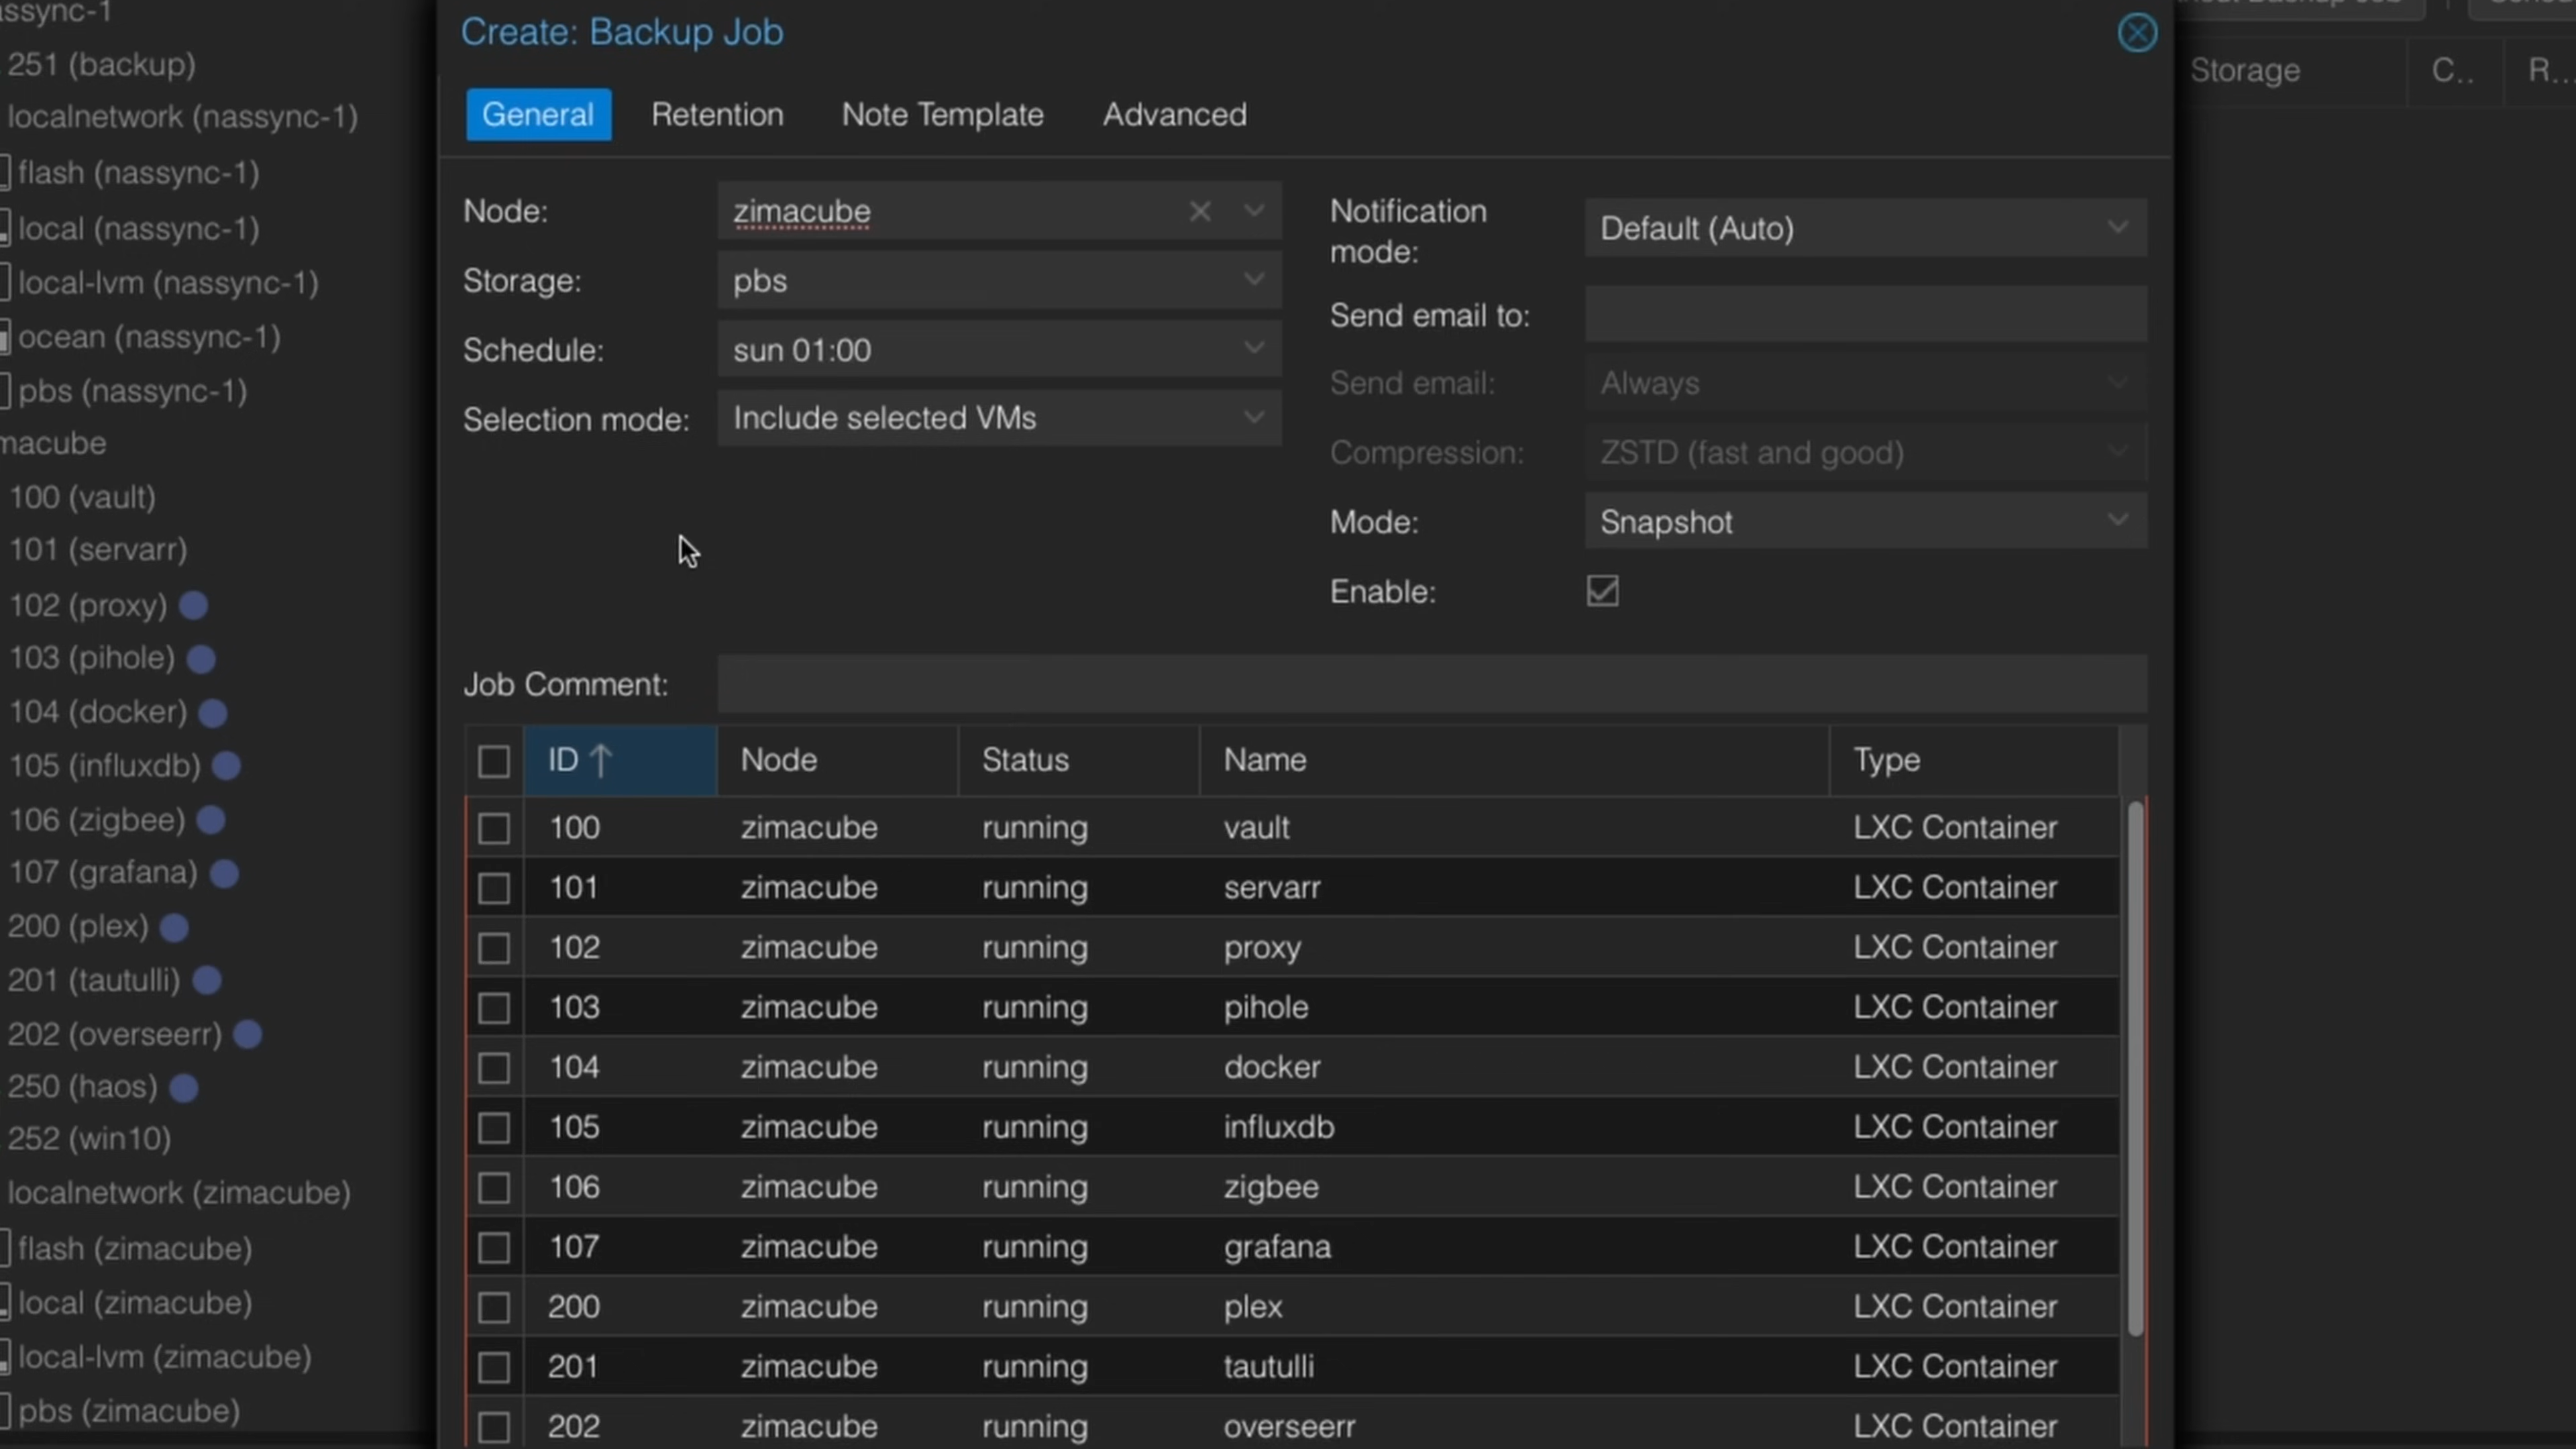 251 (backup)
localnetwork (nassync-1)
flash (nassync-1)
local (nassync-1)
local-lvm (nassync-1)
ocean (nassync-1)
pbs (nassync-1)
100 (vault)
101 (servarr)
102 (proxy)
103 (pihole)
104 (docker)
105 (influxdb)
106 (zigbee)
107 (grafana)
200 (plex)
201 (tautulli)
202 (overseerr)
250 (haos)
252 (win10)
localnetwork (zimacube)
flash (zimacube)
local (zimacube)
local-lvm (zimacube)
pbs (zimacube)
Create: Backup Job
General Retention Note Template Advanced
Node: zimacube
Storage: pbs
Schedule: sun 01:00
Selection mode: Include selected VMs
Notification mode: Default (Auto)
Send email to:
Send email: Always
Compression: ZSTD (fast and good)
Mode: Snapshot
Enable:
Job Comment:
ID Node Status Name Type
100 zimacube running vault LXC Container
101 zimacube running servarr LXC Container
102 zimacube running proxy LXC Container
103 zimacube running pihole LXC Container
104 zimacube running docker LXC Container
105 zimacube running influxdb LXC Container
106 zimacube running zigbee LXC Container
107 zimacube running grafana LXC Container
200 zimacube running plex LXC Container
201 zimacube running tautulli LXC Container
202 zimacube running overseerr LXC Container
Storage C.. R...